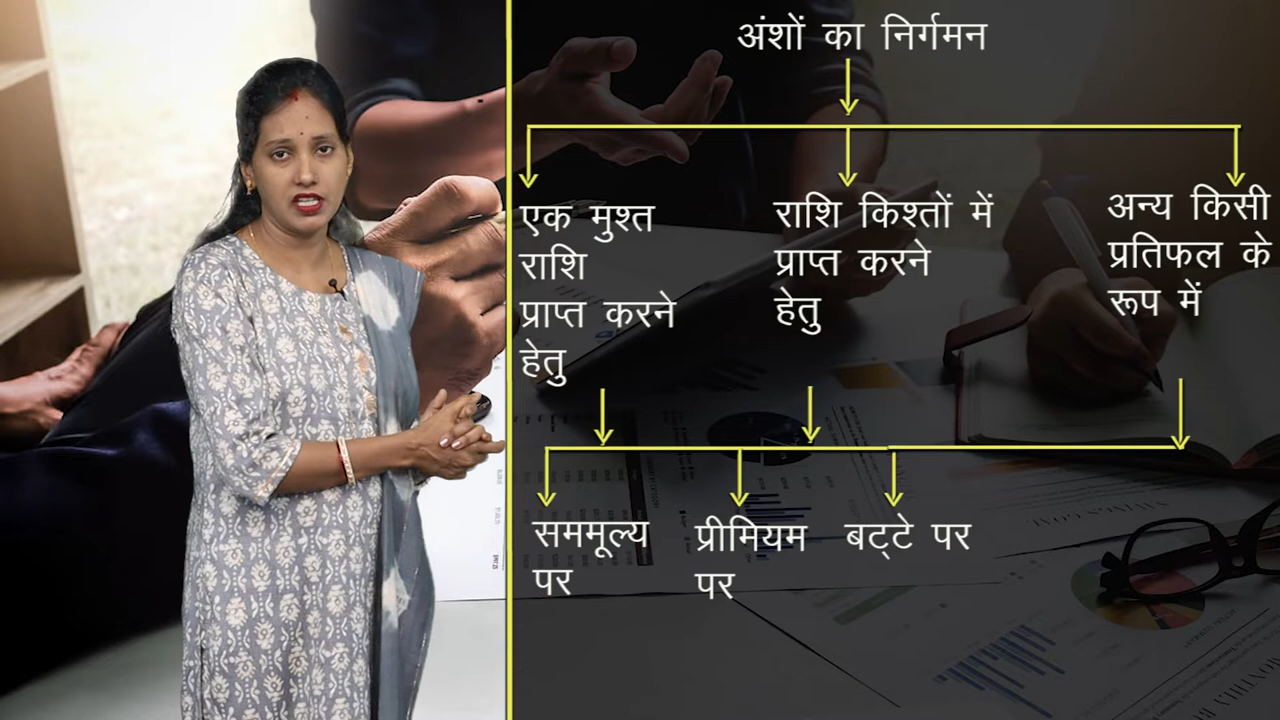 अंशों का निर्गमन
एक मुश्त
राशि
प्राप्त करने
हेतु
राशि किश्तों में
प्राप्त करने
हेतु
अन्य किसी
प्रतिफल के
रूप में
सममूल्य
पर
प्रीमियम
पर
बट्टे पर